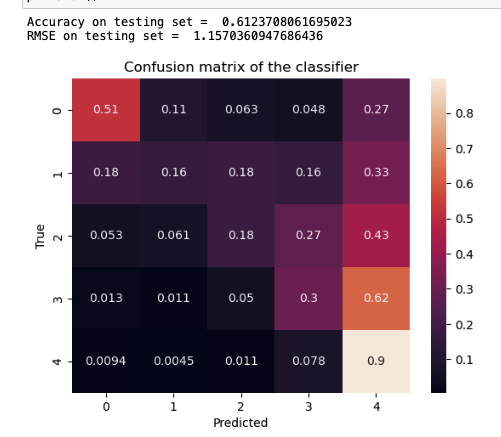 Accuracy on testing set =  0.6123708061695023
RMSE on testing set =  1.1570360947686436
Confusion matrix of the classifier
0 0.51 0.11 0.063 0.048 0.27
1 0.18 0.16 0.18 0.16 0.33
2 0.053 0.061 0.18 0.27 0.43
3 0.013 0.011 0.05 0.3 0.62
4 0.0094 0.0045 0.011 0.078 0.9
0 1 2 3 4
Predicted
True
0.8
0.7
0.6
0.5
0.4
0.3
0.2
0.1